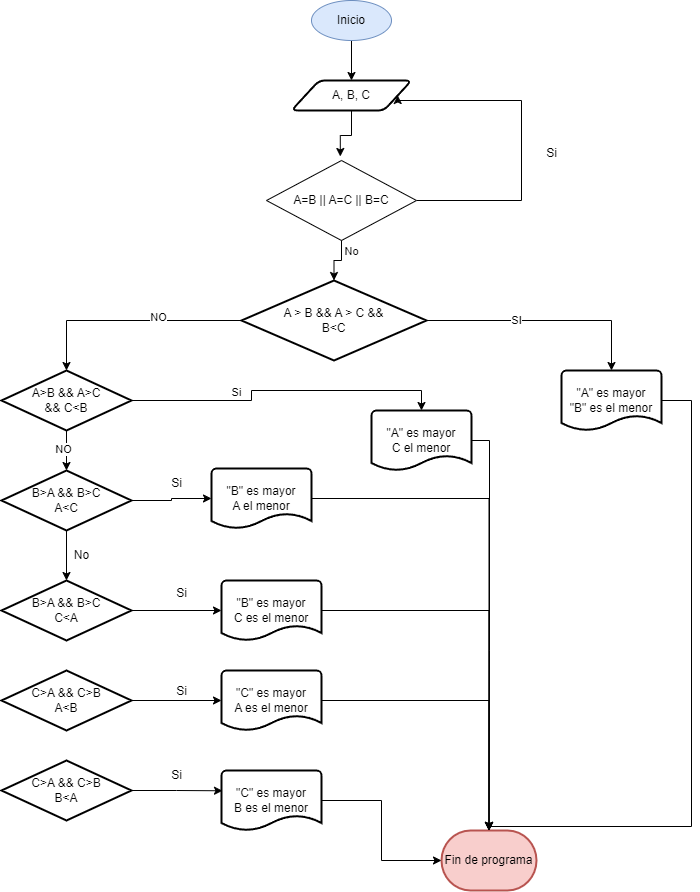 Inicio
A, B, C
Si
A=B || A=C || B=C
No
A > B && A > C &&
B<C
NO
SI
A>B && A>C
&& C<B
Si
"A" es mayor
"B" es el menor
"A" es mayor
C el menor
NO
B>A && B>C
A<C
Si
"B" es mayor
A el menor
No
B>A && B>C
C<A
Si
"B" es mayor
C es el menor
C>A && C>B
A<B
Si
"C" es mayor
A es el menor
C>A && C>B
B<A
Si
"C" es mayor
B es el menor
Fin de programa